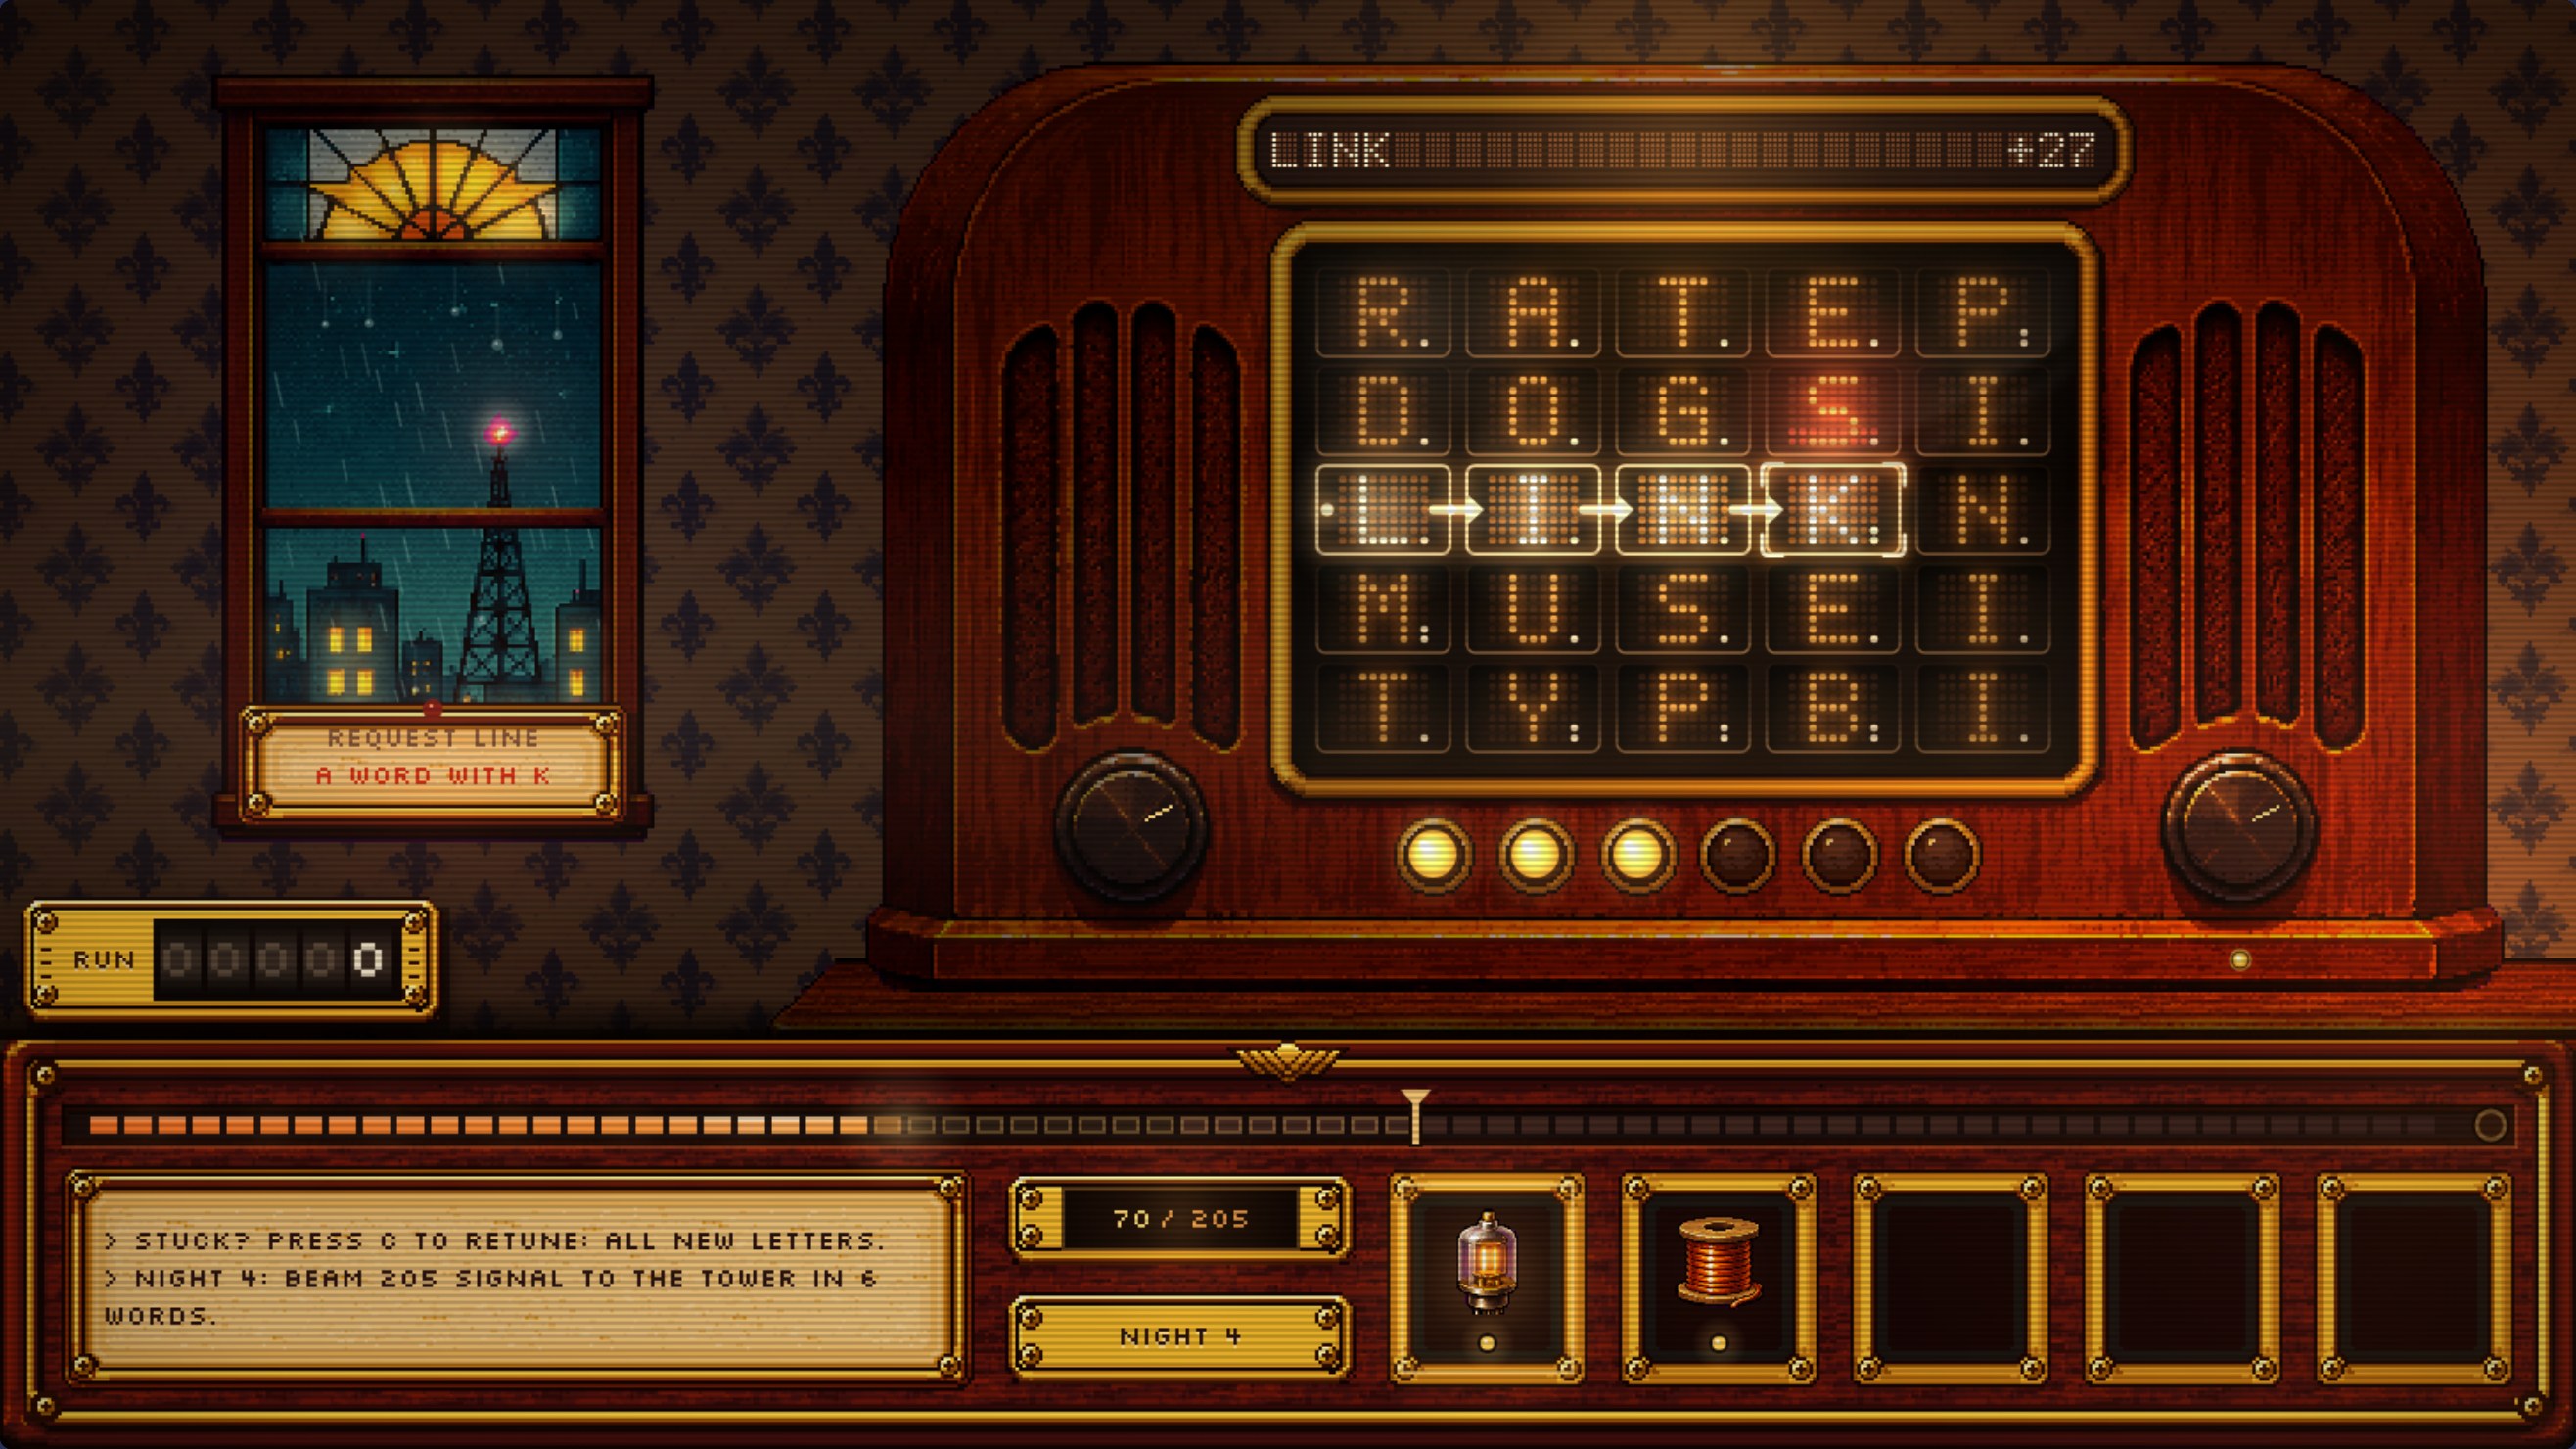 LINK +27
R. A. T. E. P:
D. O. G. S. I.
L. I. N. K: N.
M: U. S. E. I.
T. Y: P: B: I.
REQUEST LINE
A WORD WITH K
RUN 00000
> STUCK? PRESS C TO RETUNE: ALL NEW LETTERS.
> NIGHT 4: BEAM 205 SIGNAL TO THE TOWER IN 6
WORDS.
70 / 205
NIGHT 4